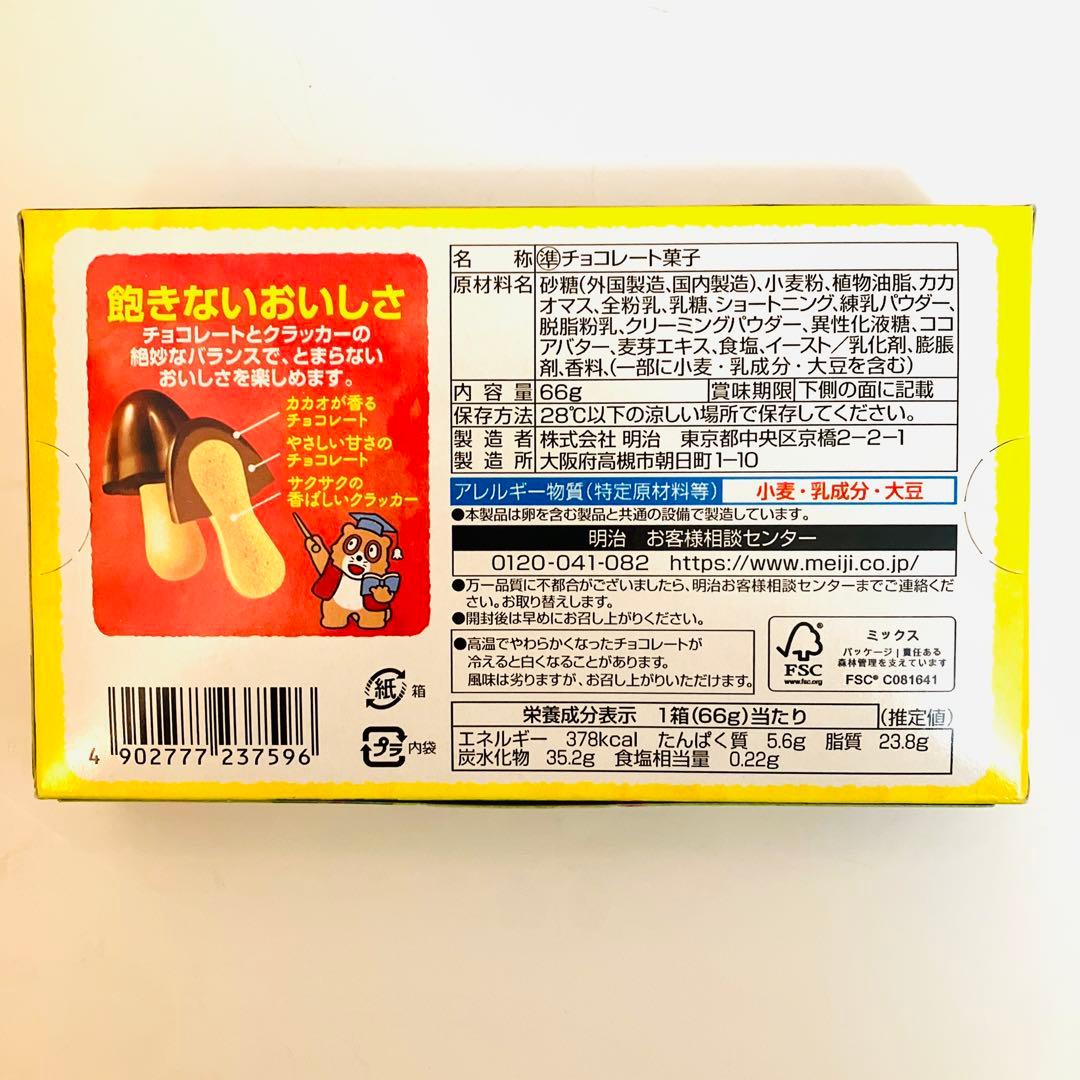 飽きないおいしさ
チョコレートとクラッカーの
絶妙なバランスで、とまらない
おいしさを楽しめます。
カカオが香る
チョコレート
やさしい甘さの
チョコレート
サクサクの
香ばしいクラッカー
名称 ㊟チョコレート菓子
原材料名 砂糖(外国製造、国内製造)、小麦粉、植物油脂、カカ
オマス、全粉乳、乳糖、ショートニング、練乳パウダー、
脱脂粉乳、クリーミングパウダー、異性化液糖、ココ
アバター、麦芽エキス、食塩、イースト/乳化剤、膨脹
剤、香料、(一部に小麦・乳成分・大豆を含む)
内容量 66g 賞味期限 下側の面に記載
保存方法 28℃以下の涼しい場所で保存してください。
製造者 株式会社 明治 東京都中央区京橋2-2-1
製造所 大阪府高槻市朝日町1-10
アレルギー物質(特定原材料等) 小麦・乳成分・大豆
●本製品は卵を含む製品と共通の設備で製造しています。
明治 お客様相談センター
0120-041-082 https://www.meiji.co.jp/
●万一品質に不都合がございましたら、明治お客様相談センターまでご連絡くだ
さい。お取り替えします。
●開封後は早めにお召し上がりください。
●高温でやわらかくなったチョコレートが
冷えると白くなることがあります。
風味は劣りますが、お召し上がりいただけます。
FSC
www.fsc.org
ミックス
パッケージ|責任ある
森林管理を支えています
FSC® C081641
紙 箱
プラ 内袋
4 902777 237596
栄養成分表示 1箱(66g)当たり (推定値)
エネルギー 378kcal たんぱく質 5.6g 脂質 23.8g
炭水化物 35.2g 食塩相当量 0.22g